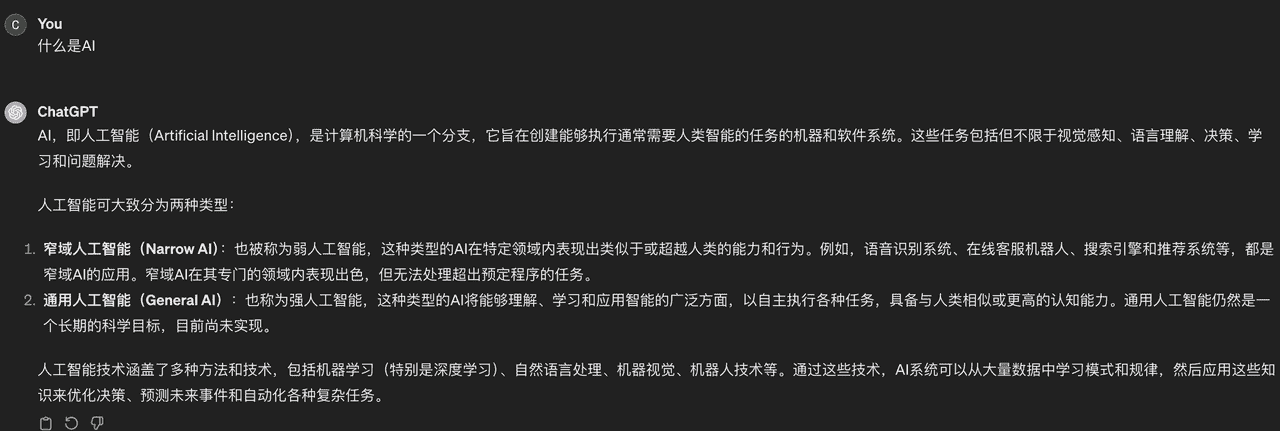 C
You
什么是AI
ChatGPT
AI，即人工智能（Artificial Intelligence），是计算机科学的一个分支，它旨在创建能够执行通常需要人类智能的任务的机器和软件系统。这些任务包括但不限于视觉感知、语言理解、决策、学
习和问题解决。
人工智能可大致分为两种类型：
1. 窄域人工智能（Narrow AI）：也被称为弱人工智能，这种类型的AI在特定领域内表现出类似于或超越人类的能力和行为。例如，语音识别系统、在线客服机器人、搜索引擎和推荐系统等，都是
窄域AI的应用。窄域AI在其专门的领域内表现出色，但无法处理超出预定程序的任务。
2. 通用人工智能（General AI）：也称为强人工智能，这种类型的AI将能够理解、学习和应用智能的广泛方面，以自主执行各种任务，具备与人类相似或更高的认知能力。通用人工智能仍然是一
个长期的科学目标，目前尚未实现。
人工智能技术涵盖了多种方法和技术，包括机器学习（特别是深度学习）、自然语言处理、机器视觉、机器人技术等。通过这些技术，AI系统可以从大量数据中学习模式和规律，然后应用这些知
识来优化决策、预测未来事件和自动化各种复杂任务。